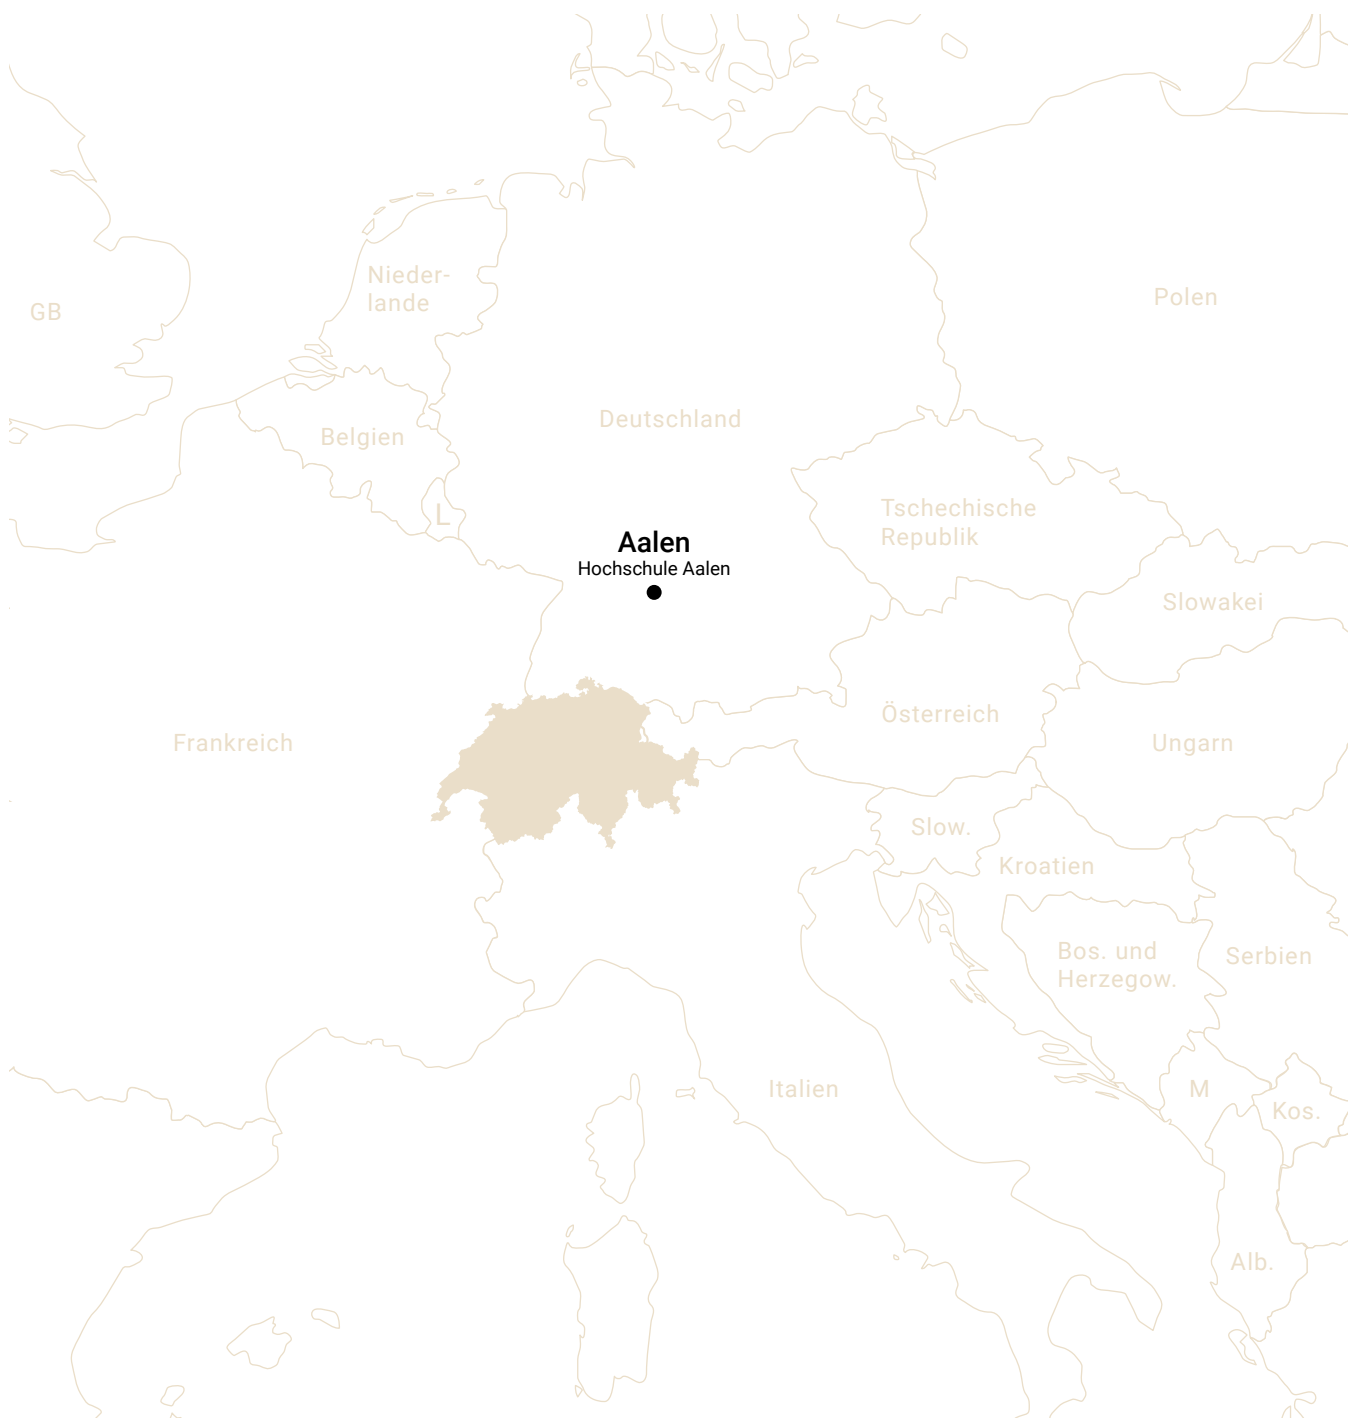 Nieder-
lande
GB
Polen
Deutschland
Belgien
Tschechische
Republik
L
Aalen
Hochschule Aalen
Slowakei
Österreich
Frankreich
Ungarn
Slow.
Kroatien
Bos. und
Herzegow.
Serbien
Italien
M
Kos.
Alb.